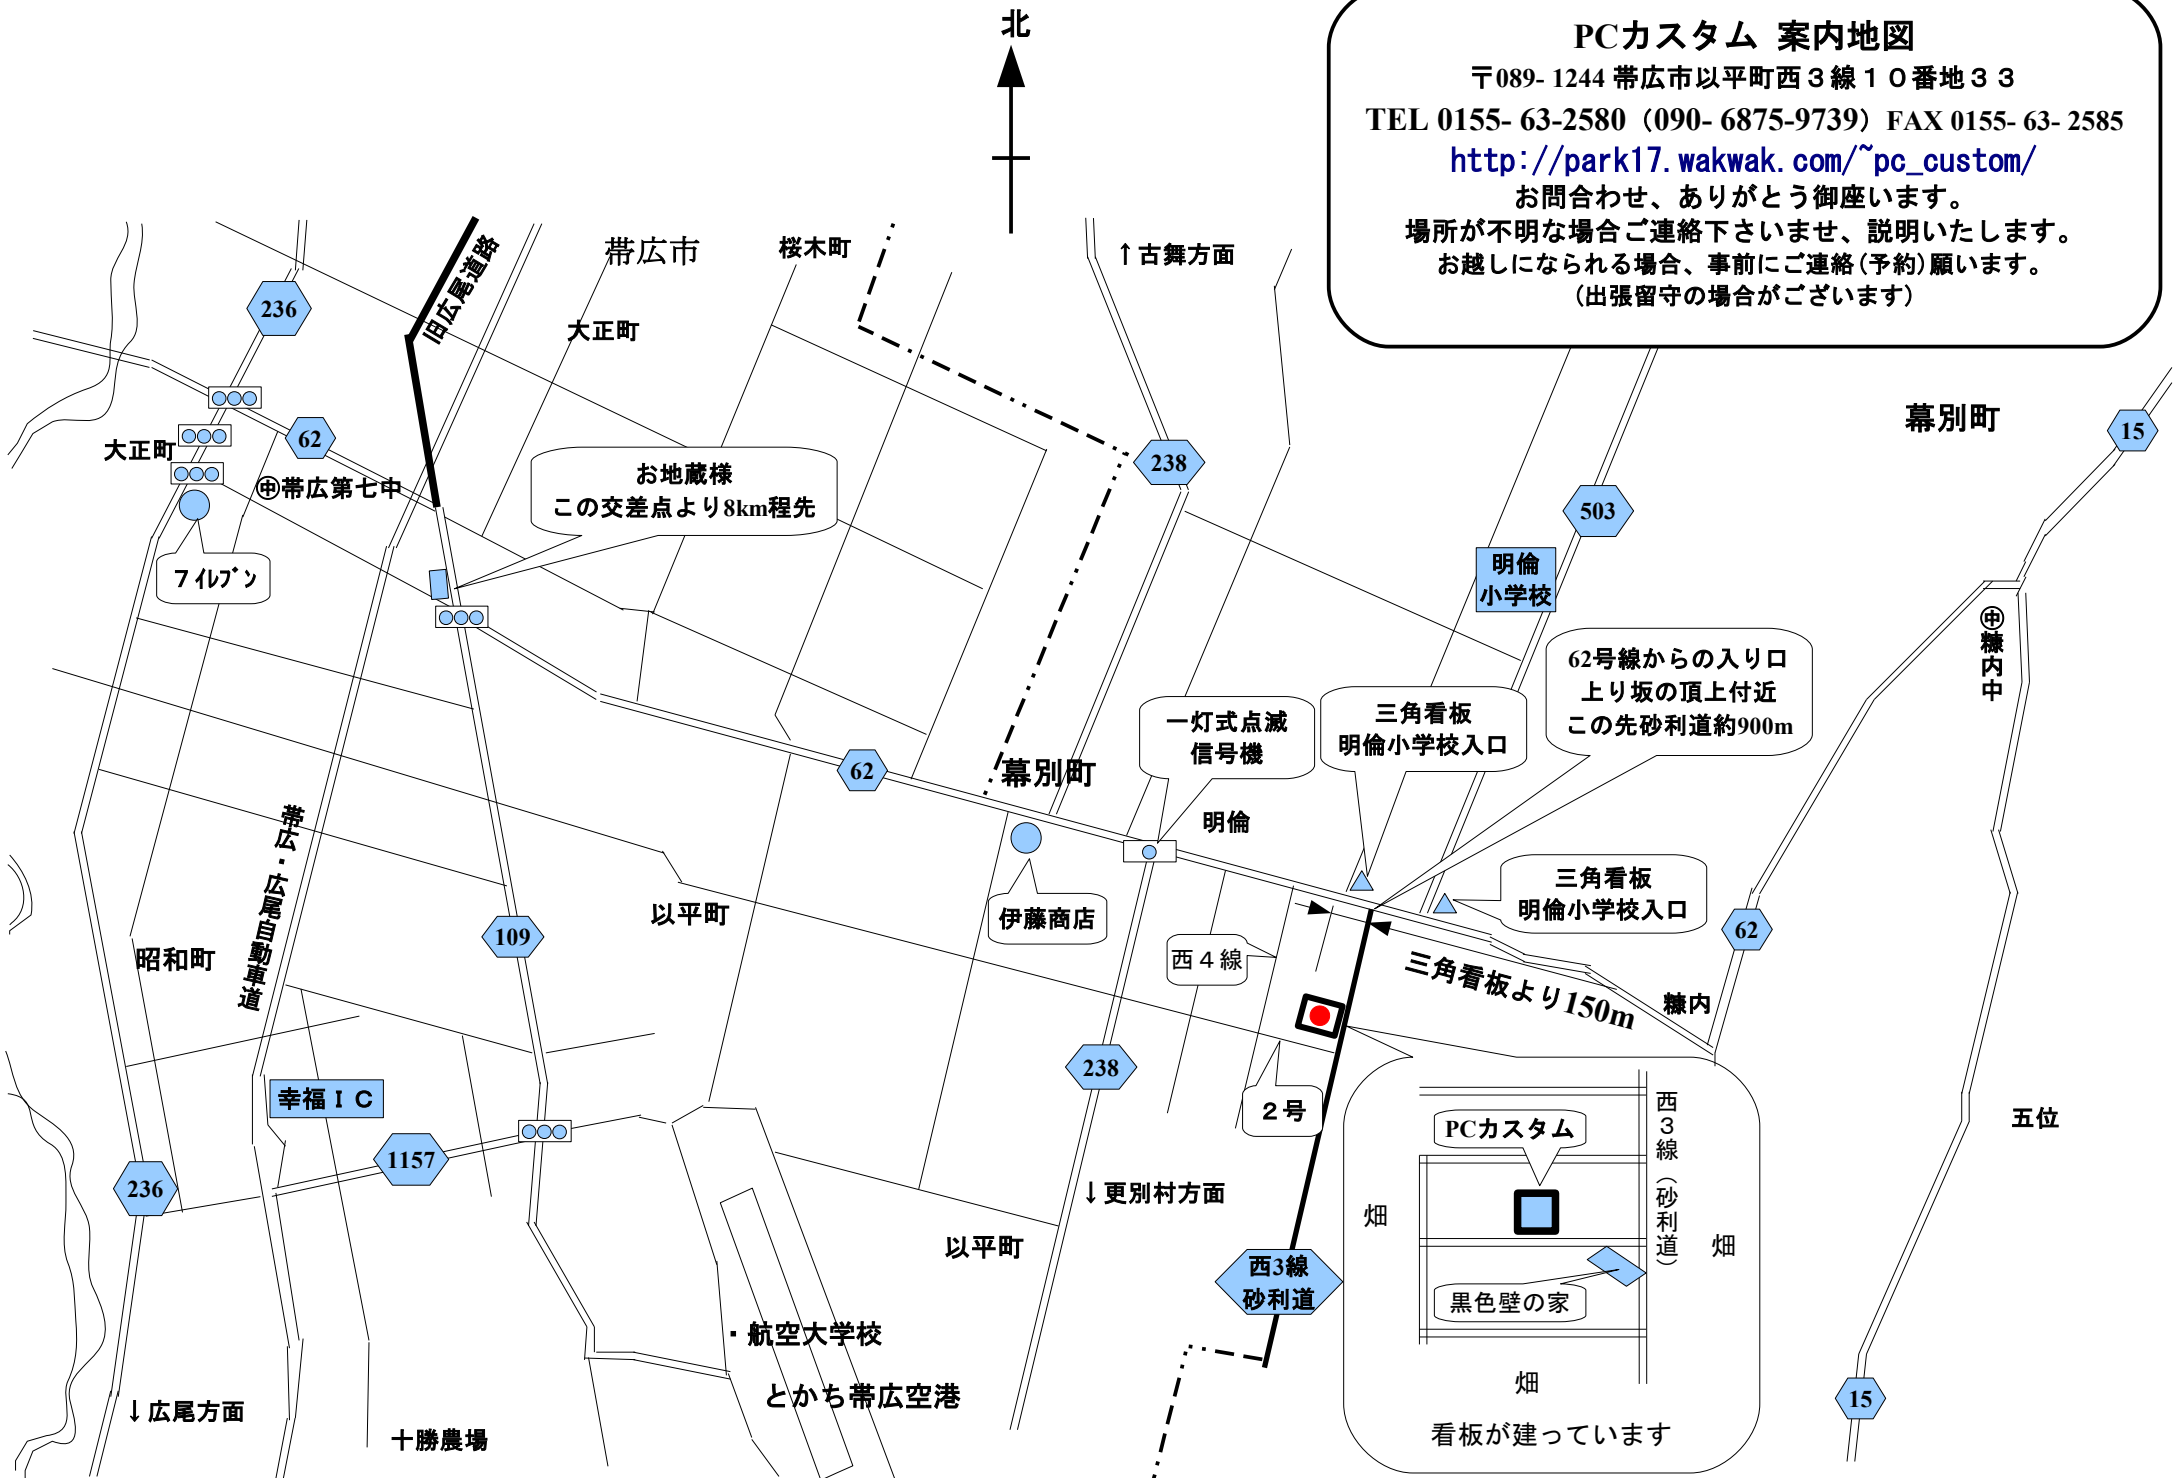 北
PCカスタム 案内地図
〒089- 1244 帯広市以平町西３線１０番地３３
TEL 0155- 63-2580（090- 6875-9739）FAX 0155- 63- 2585
http://park17.wakwak.com/~pc_custom/
お問合わせ、ありがとう御座います。
場所が不明な場合ご連絡下さいませ、説明いたします。
お越しになられる場合、事前にご連絡(予約)願います。
(出張留守の場合がございます)
旧広尾道路
帯広市
桜木町
↑古舞方面
236
大正町
幕別町
15
62
大正町
㊥帯広第七中
お地蔵様
この交差点より8km程先
238
503
7ｲﾚﾌﾞﾝ
明倫
小学校
㊥糠内中
62号線からの入り口
上り坂の頂上付近
この先砂利道約900m
三角看板
明倫小学校入口
一灯式点滅
信号機
62
幕別町
明倫
帯広・広尾自動車道
三角看板
明倫小学校入口
以平町
伊藤商店
109
62
昭和町
西４線
三角看板より150m
糠内
238
幸福ＩＣ
２号
西３線（砂利道）
PCカスタム
五位
1157
236
↓更別村方面
畑
畑
以平町
西3線
砂利道
黒色壁の家
・航空大学校
とかち帯広空港
畑
15
↓広尾方面
十勝農場
看板が建っています